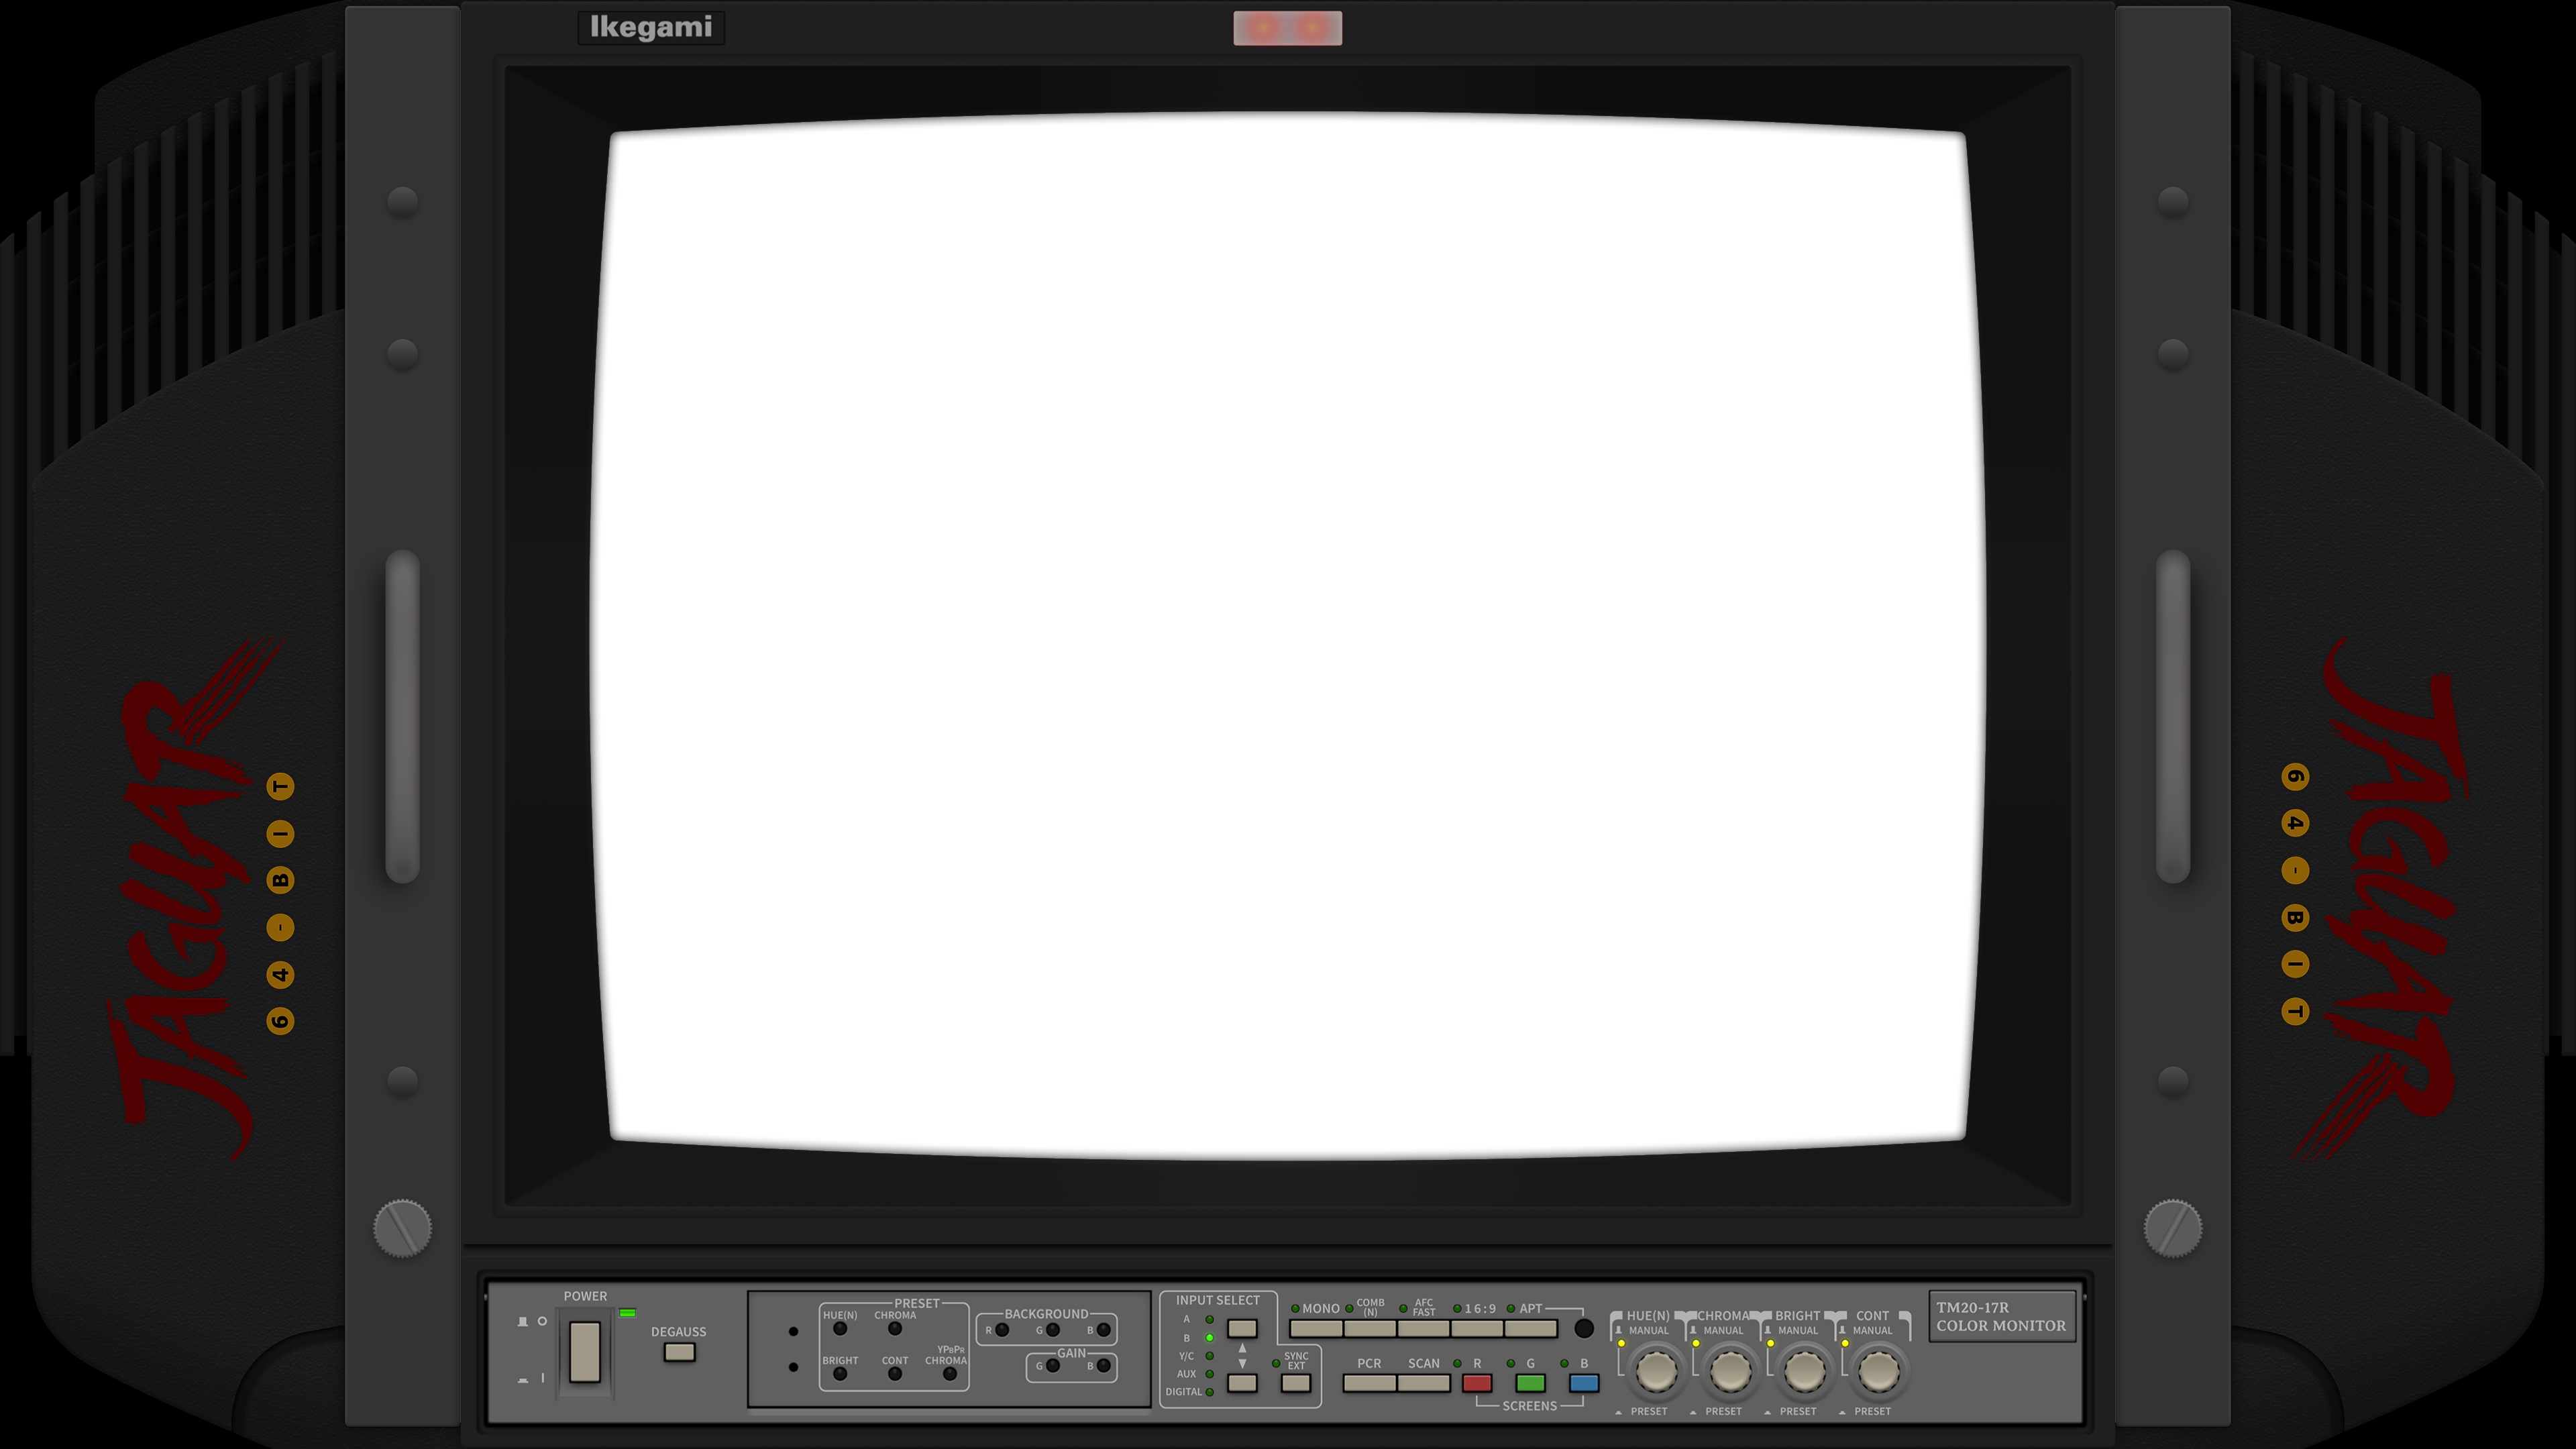 Ikegami
JAGUAR
64-BIT
JAGUAR
64-BIT
POWER
DEGAUSS
PRESET
HUE(N) CHROMA
BRIGHT CONT YPBPR CHROMA
BACKGROUND
R G B
GAIN
G B
INPUT SELECT
A
B
Y/C
AUX
DIGITAL
SYNC EXT
MONO COMB (N) AFC FAST 16:9 APT
PCR SCAN R G B
SCREENS
HUE(N) CHROMA BRIGHT CONT
MANUAL MANUAL MANUAL MANUAL
PRESET PRESET PRESET PRESET
TM20-17R
COLOR MONITOR